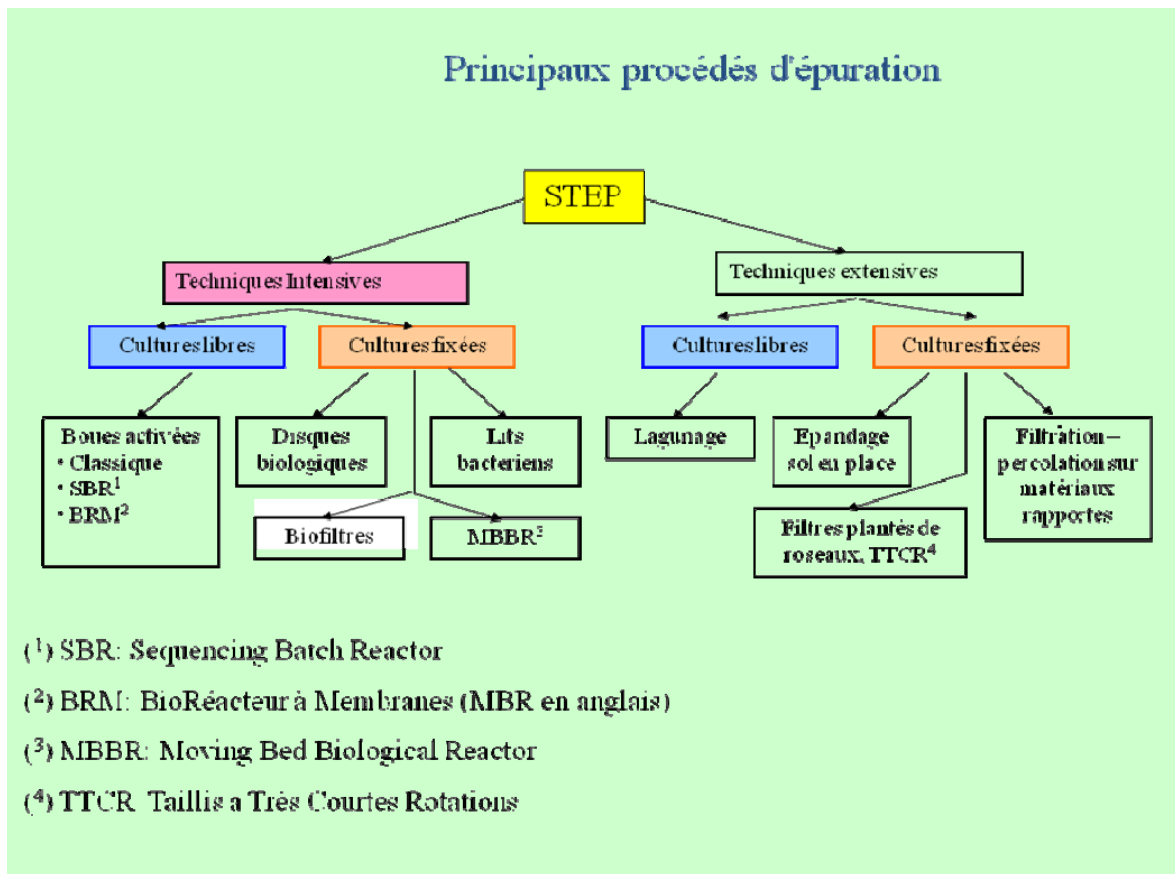 Principaux procédés d'épuration
STEP
Techniques Intensives
Techniques extensives
Cultures libres
Cultures fixées
Cultures libres
Cultures fixées
Boues activées
• Classique
• SBR¹
• BRM²
Disques
biologiques
Lits
bacteriens
Biofiltres
MBBR³
Lagunage
Epandage
sol en place
Filtration –
percolation sur
matériaux
rapportes
Filtres plantés de
roseaux, TTCR⁴
(¹) SBR: Sequencing Batch Reactor
(²) BRM: BioRéacteur à Membranes (MBR en anglais)
(³) MBBR: Moving Bed Biological Reactor
(⁴) TTCR Taillis a Très Courtes Rotations